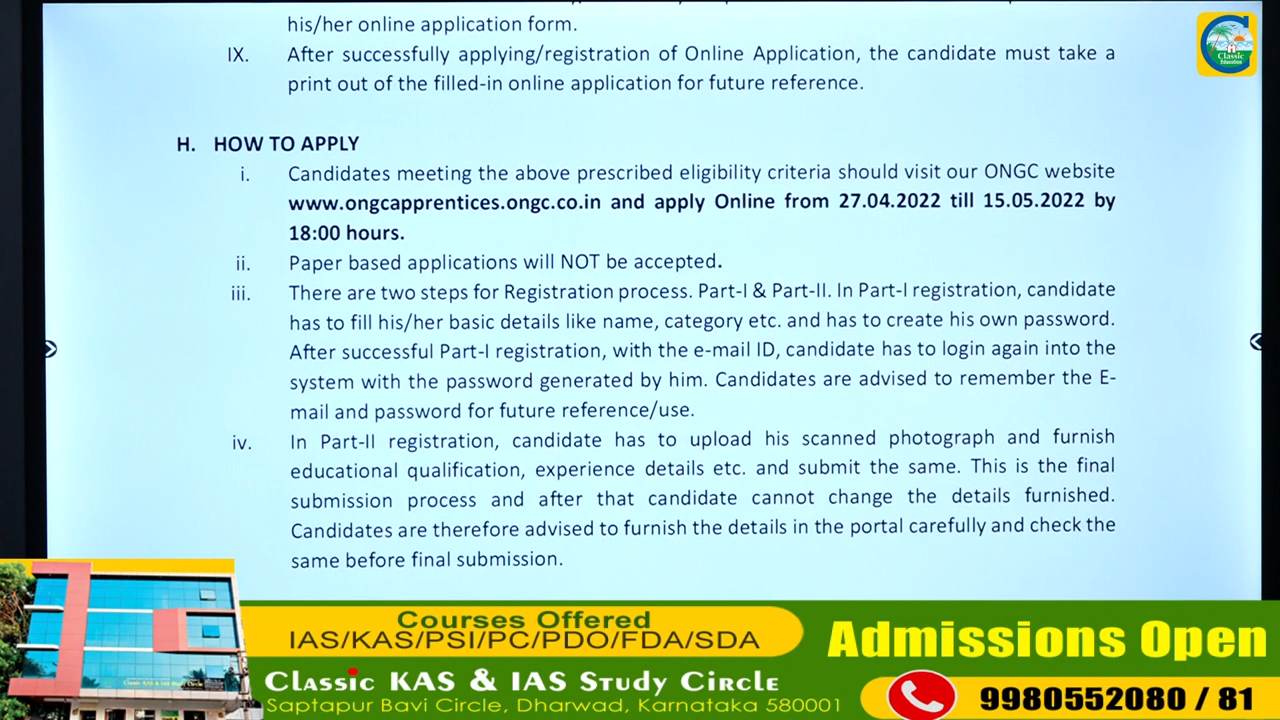 his/her online application form.
IX. After successfully applying/registration of Online Application, the candidate must take a
print out of the filled-in online application for future reference.
H. HOW TO APPLY
i. Candidates meeting the above prescribed eligibility criteria should visit our ONGC website
www.ongcapprentices.ongc.co.in and apply Online from 27.04.2022 till 15.05.2022 by
18:00 hours.
ii. Paper based applications will NOT be accepted.
iii. There are two steps for Registration process. Part-I & Part-II. In Part-I registration, candidate
has to fill his/her basic details like name, category etc. and has to create his own password.
After successful Part-I registration, with the e-mail ID, candidate has to login again into the
system with the password generated by him. Candidates are advised to remember the E-
mail and password for future reference/use.
iv. In Part-II registration, candidate has to upload his scanned photograph and furnish
educational qualification, experience details etc. and submit the same. This is the final
submission process and after that candidate cannot change the details furnished.
Candidates are therefore advised to furnish the details in the portal carefully and check the
same before final submission.
Classic
Education
Courses Offered
IAS/KAS/PSI/PC/PDO/FDA/SDA
Classic KAS & IAS Study Circle
Saptapur Bavi Circle, Dharwad, Karnataka 580001
Admissions Open
9980552080 / 81